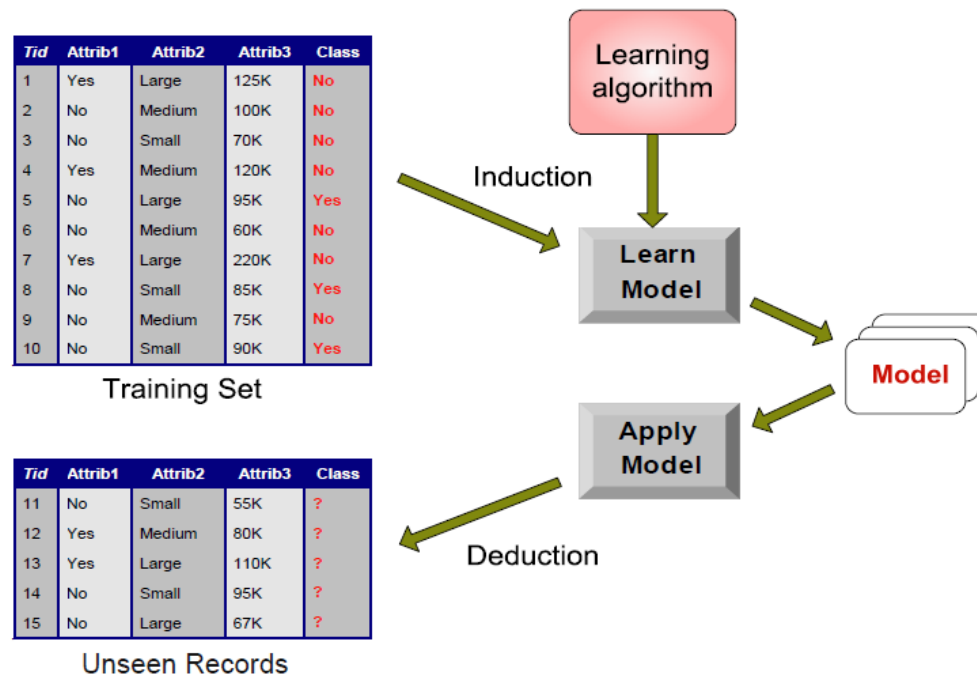 Tid Attrib1 Attrib2 Attrib3 Class
1 Yes Large 125K No
2 No Medium 100K No
3 No Small 70K No
4 Yes Medium 120K No
5 No Large 95K Yes
6 No Medium 60K No
7 Yes Large 220K No
8 No Small 85K Yes
9 No Medium 75K No
10 No Small 90K Yes
Training Set
Learning
algorithm
Induction
Learn
Model
Model
Apply
Model
Deduction
Tid Attrib1 Attrib2 Attrib3 Class
11 No Small 55K ?
12 Yes Medium 80K ?
13 Yes Large 110K ?
14 No Small 95K ?
15 No Large 67K ?
Unseen Records